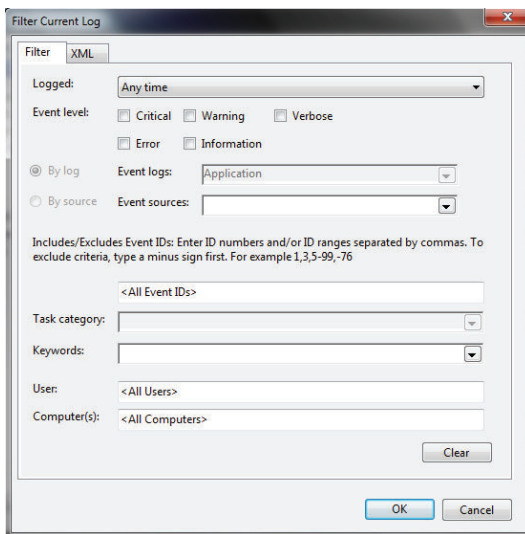 Filter Current Log
Filter XML
Logged: Any time
Event level: Critical Warning Verbose
Error Information
By log Event logs: Application
By source Event sources:
Includes/Excludes Event IDs: Enter ID numbers and/or ID ranges separated by commas. To
exclude criteria, type a minus sign first. For example 1,3,5-99,-76
<All Event IDs>
Task category:
Keywords:
User: <All Users>
Computer(s): <All Computers>
Clear
OK Cancel